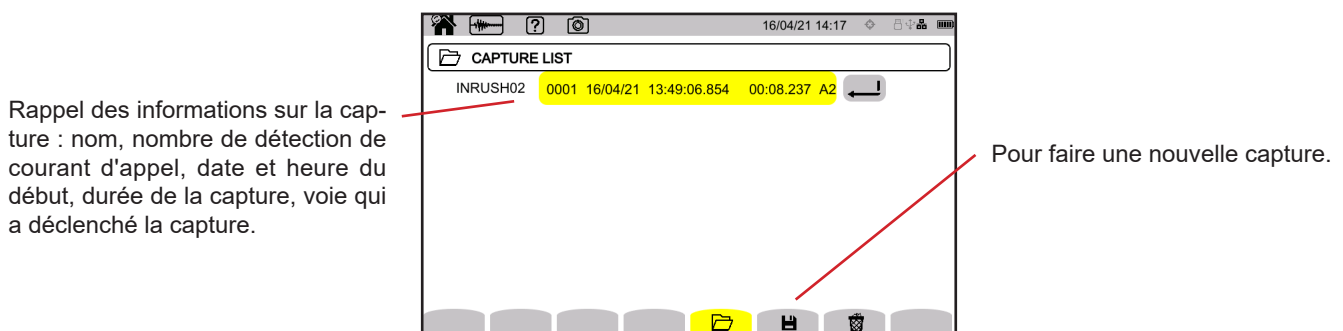 16/04/21 14:17
CAPTURE LIST
INRUSH02 0001 16/04/21 13:49:06.854 00:08.237 A2
Rappel des informations sur la cap-
ture : nom, nombre de détection de
courant d'appel, date et heure du
début, durée de la capture, voie qui
a déclenché la capture.
Pour faire une nouvelle capture.